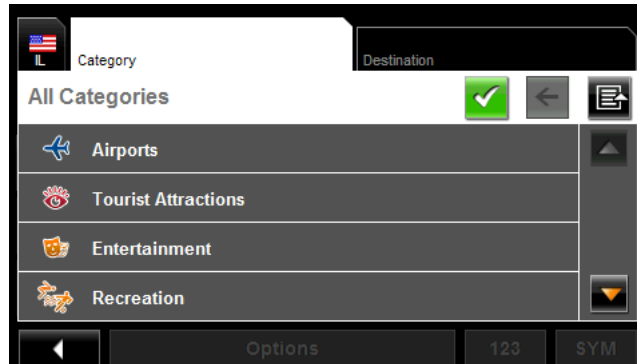 IL
Category
Destination
All Categories
Airports
Tourist Attractions
Entertainment
Recreation
Options 123 SYM